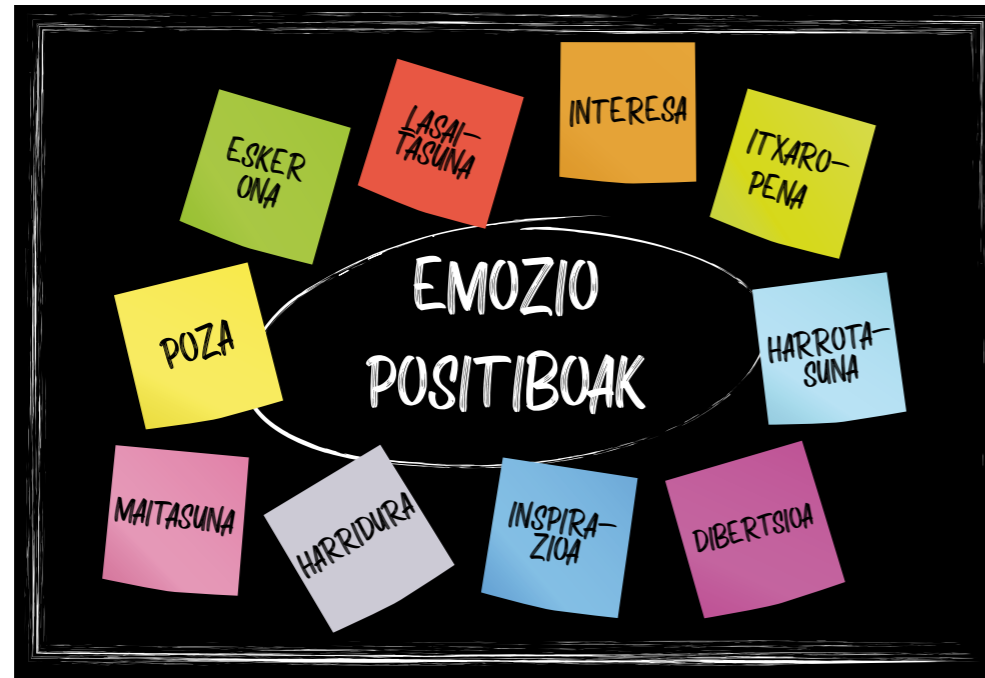 ESKER
ONA
LASAI-
TASUNA
INTERESA
ITXARO-
PENA
EMOZIO
POSITIBOAK
POZA
HARROTA-
SUNA
MAITASUNA
HARRIDURA
INSPIRA-
ZIOA
DIBERTSIOA